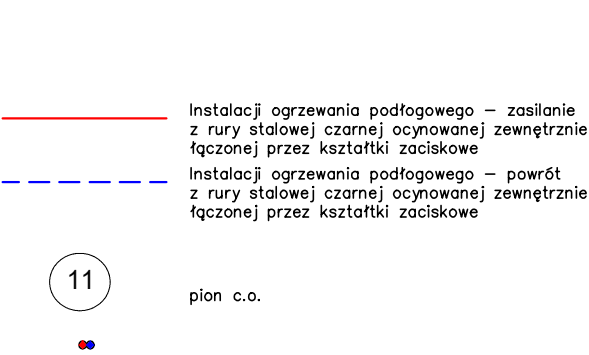 Instalacji ogrzewania podłogowego – zasilanie
z rury stalowej czarnej ocynowanej zewnętrznie
łączonej przez kształtki zaciskowe
Instalacji ogrzewania podłogowego – powrót
z rury stalowej czarnej ocynowanej zewnętrznie
łączonej przez kształtki zaciskowe
11
pion c.o.